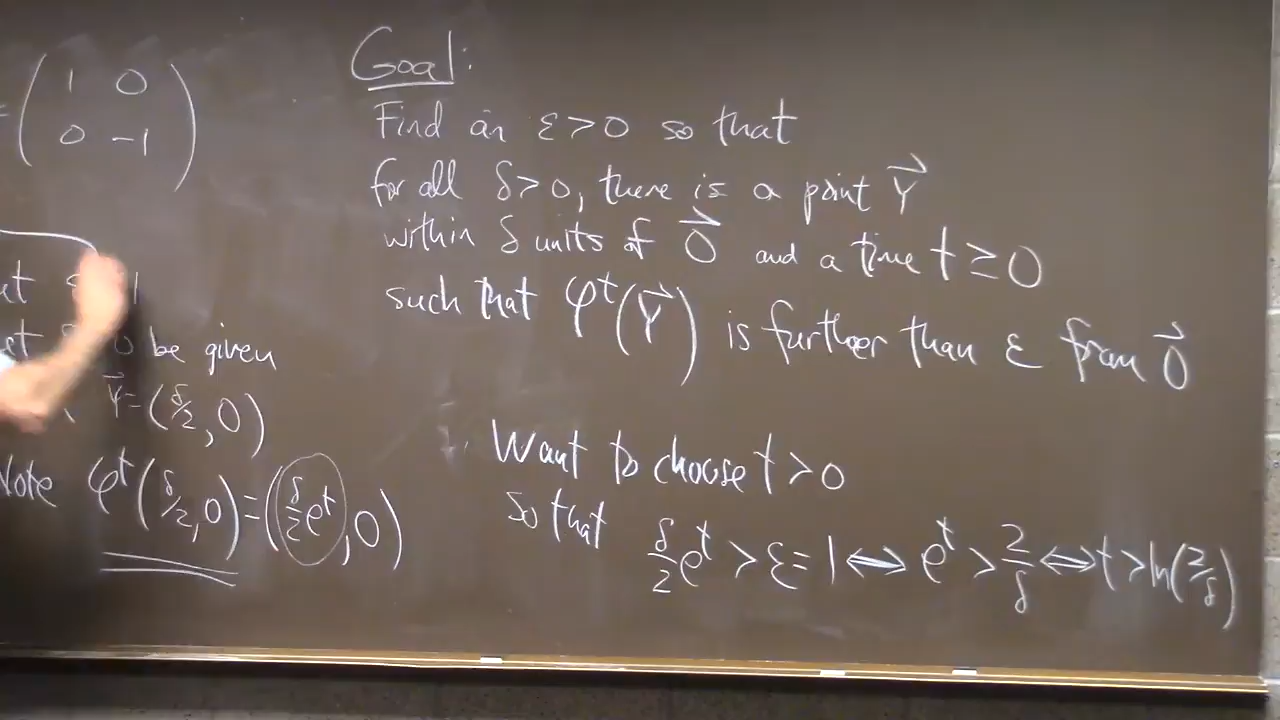 = ( 1 0
0 -1 )
1
be given
Y⃗ = (δ/2, 0)
Note φᵗ(δ/2, 0) = (δ/2 eᵗ, 0)
Goal:
Find an ε > 0 so that
for all δ > 0, there is a point Y⃗
within δ units of 0⃗ and a time t ≥ 0
such that φᵗ(Y⃗) is further than ε from 0⃗
Want to choose t > 0
so that δ/2 eᵗ > ε = 1 ⟺ eᵗ > 2/δ ⟺ t > ln(2/δ)